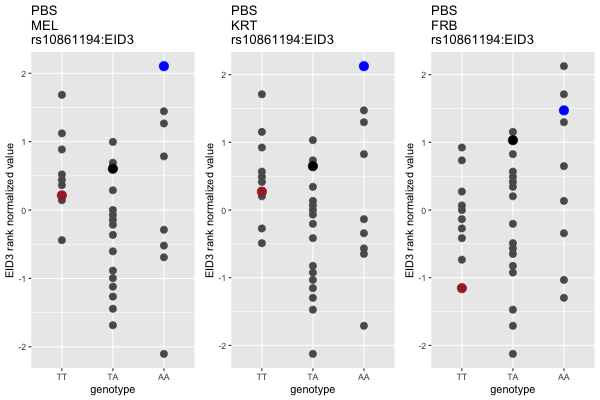 PBS
MEL
rs10861194:EID3
EID3 rank normalized value
2
1
0
-1
-2
TT
TA
AA
genotype
PBS
KRT
rs10861194:EID3
EID3 rank normalized value
2
1
0
-1
-2
TT
TA
AA
genotype
PBS
FRB
rs10861194:EID3
EID3 rank normalized value
2
1
0
-1
-2
TT
TA
AA
genotype